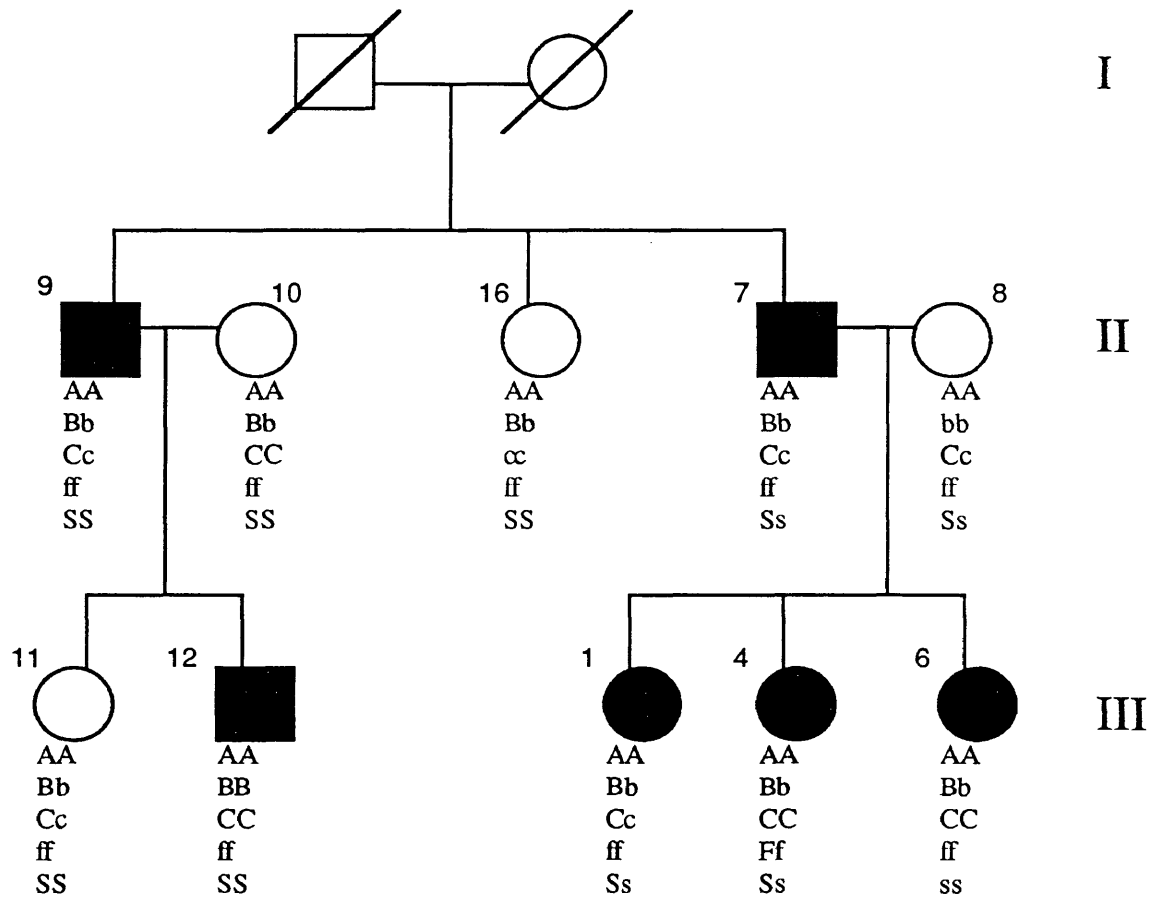 I
9
10
16
7
8
II
AA
Bb
Cc
ff
SS
AA
Bb
CC
ff
SS
AA
Bb
cc
ff
SS
AA
Bb
Cc
ff
Ss
AA
bb
Cc
ff
Ss
11
12
1
4
6
III
AA
Bb
Cc
ff
SS
AA
BB
CC
ff
SS
AA
Bb
Cc
ff
Ss
AA
Bb
CC
Ff
Ss
AA
Bb
CC
ff
ss